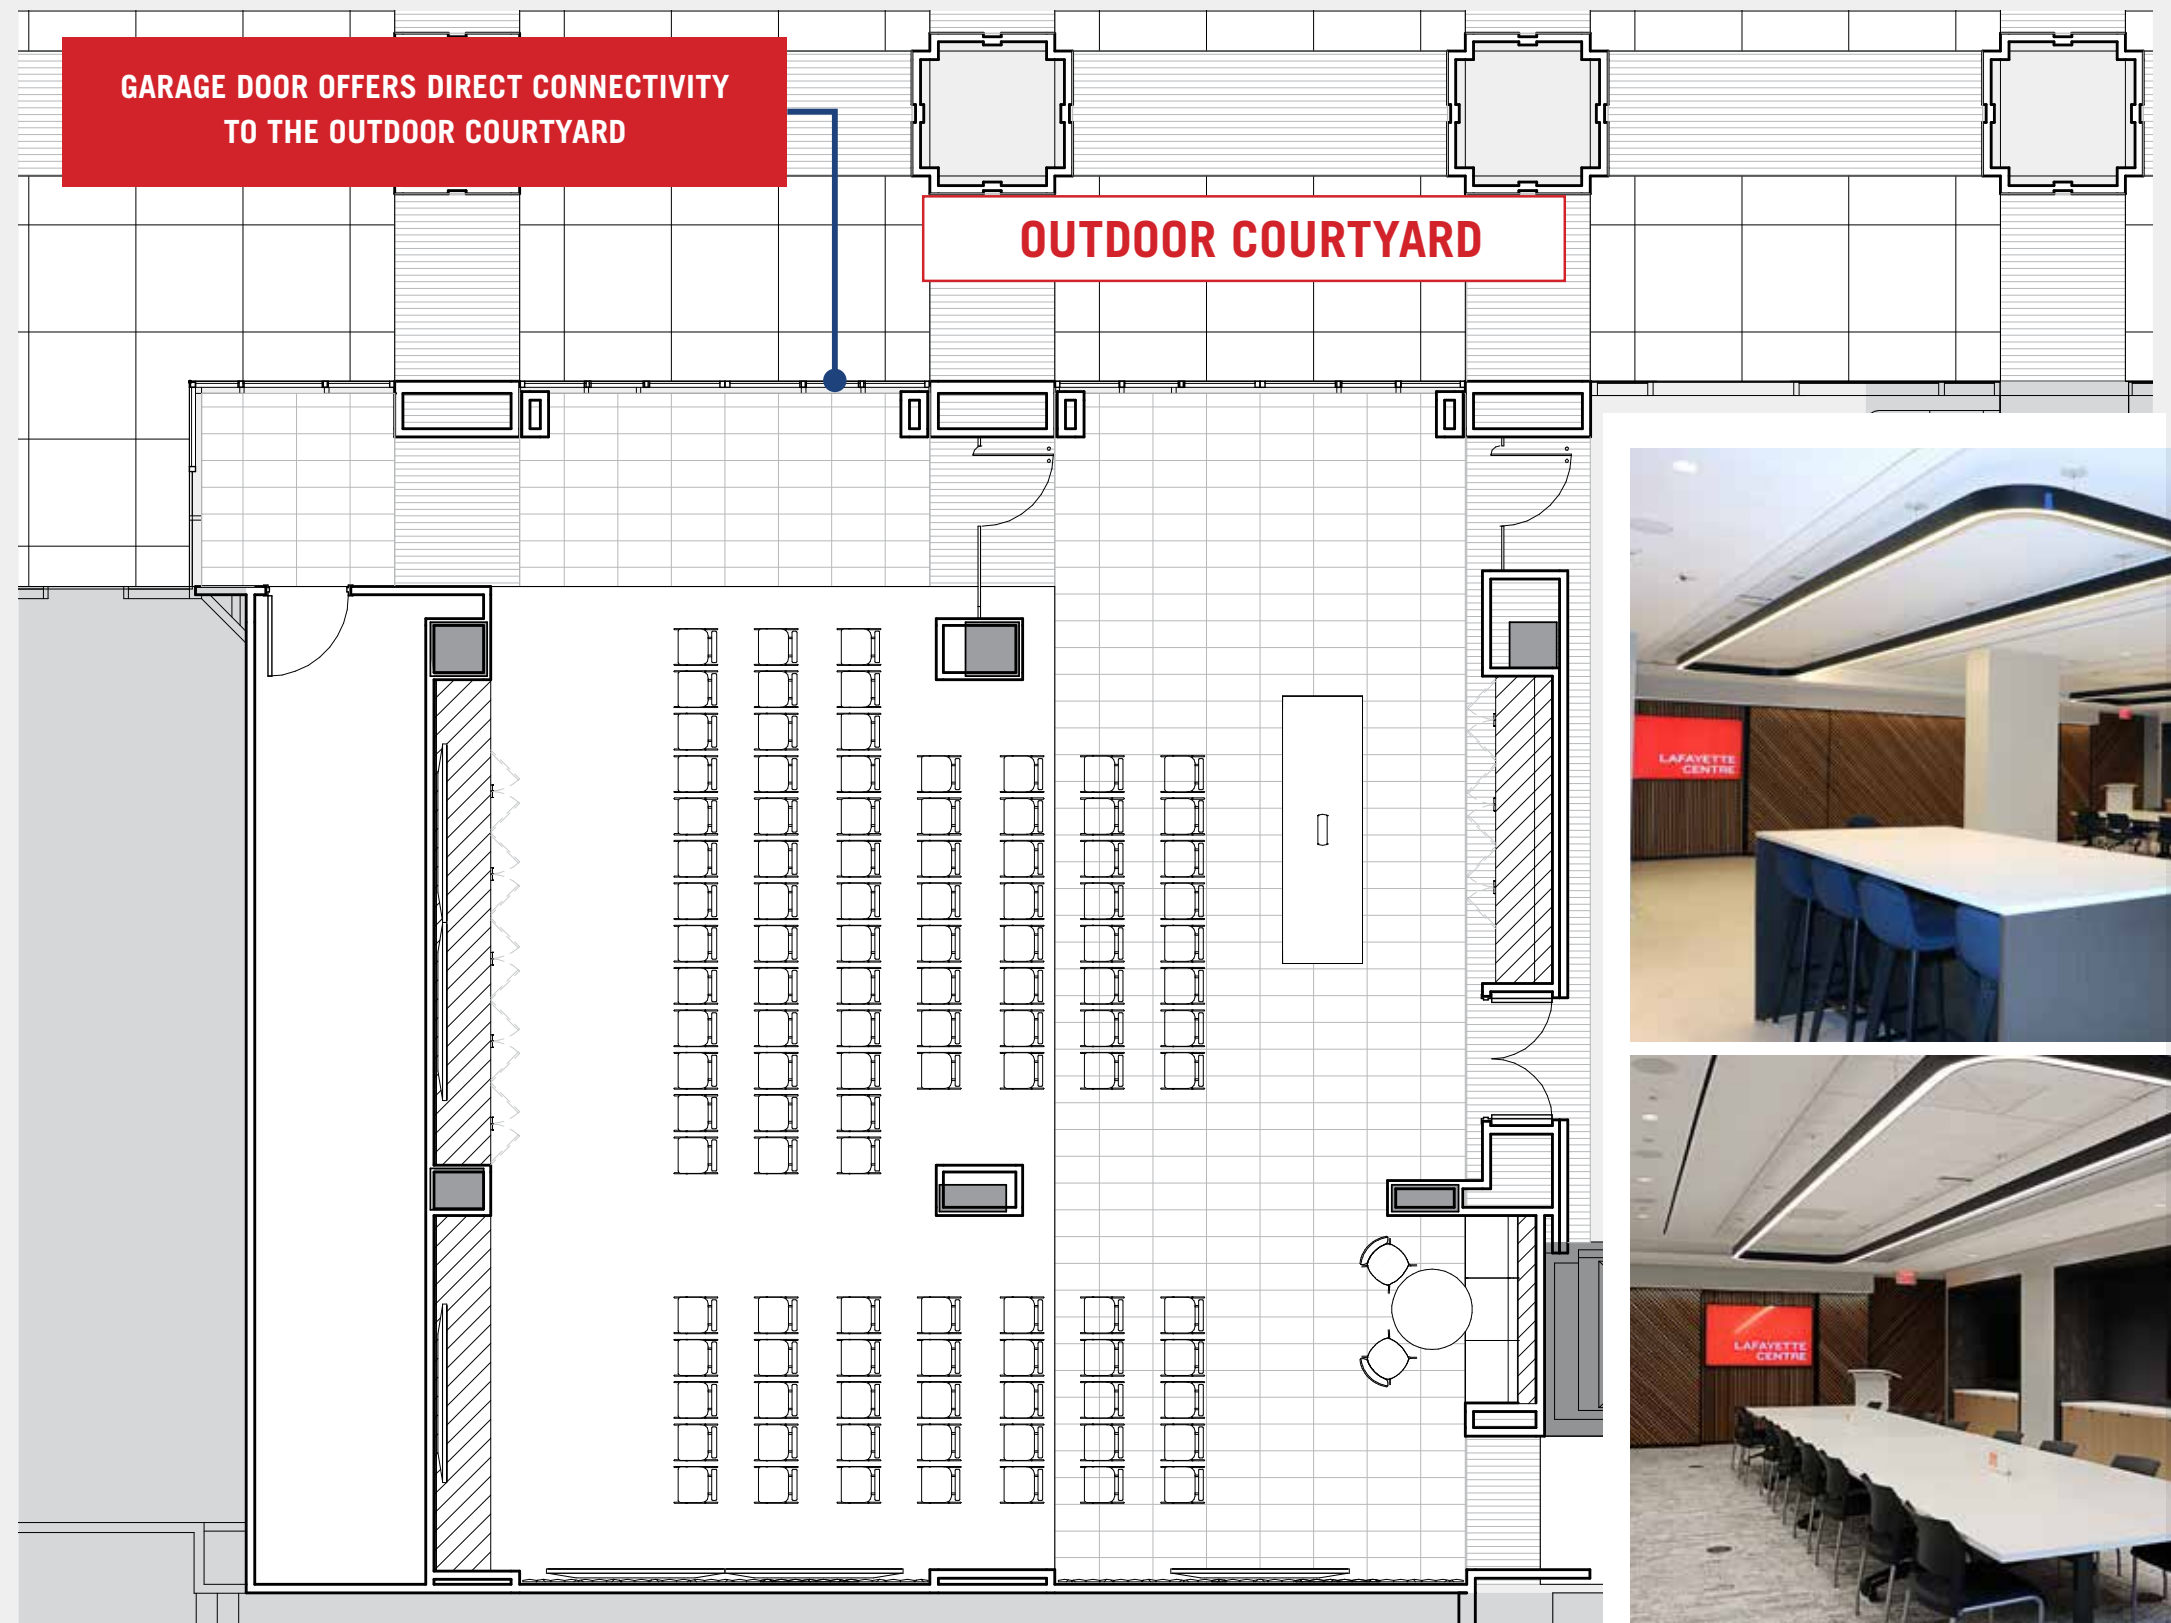 GARAGE DOOR OFFERS DIRECT CONNECTIVITY
TO THE OUTDOOR COURTYARD
OUTDOOR COURTYARD
LAFAYETTE
CENTRE
LAFAYETTE
CENTRE